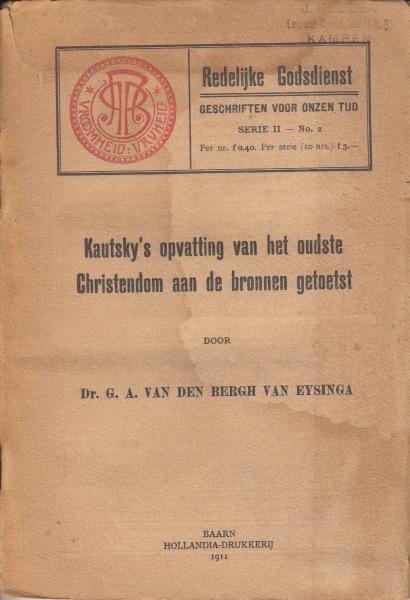 KAMPEN
Redelijke Godsdienst
GESCHRIFTEN VOOR ONZEN TIJD
SERIE II — No. 2
Per nr. f 0.40. Per serie (10 nrs.) f 3.—
VROOMHEID : VRIJHEID
Kautsky's opvatting van het oudste
Christendom aan de bronnen getoetst
DOOR
Dr. G. A. VAN DEN BERGH VAN EYSINGA
BAARN
HOLLANDIA-DRUKKERIJ
1911